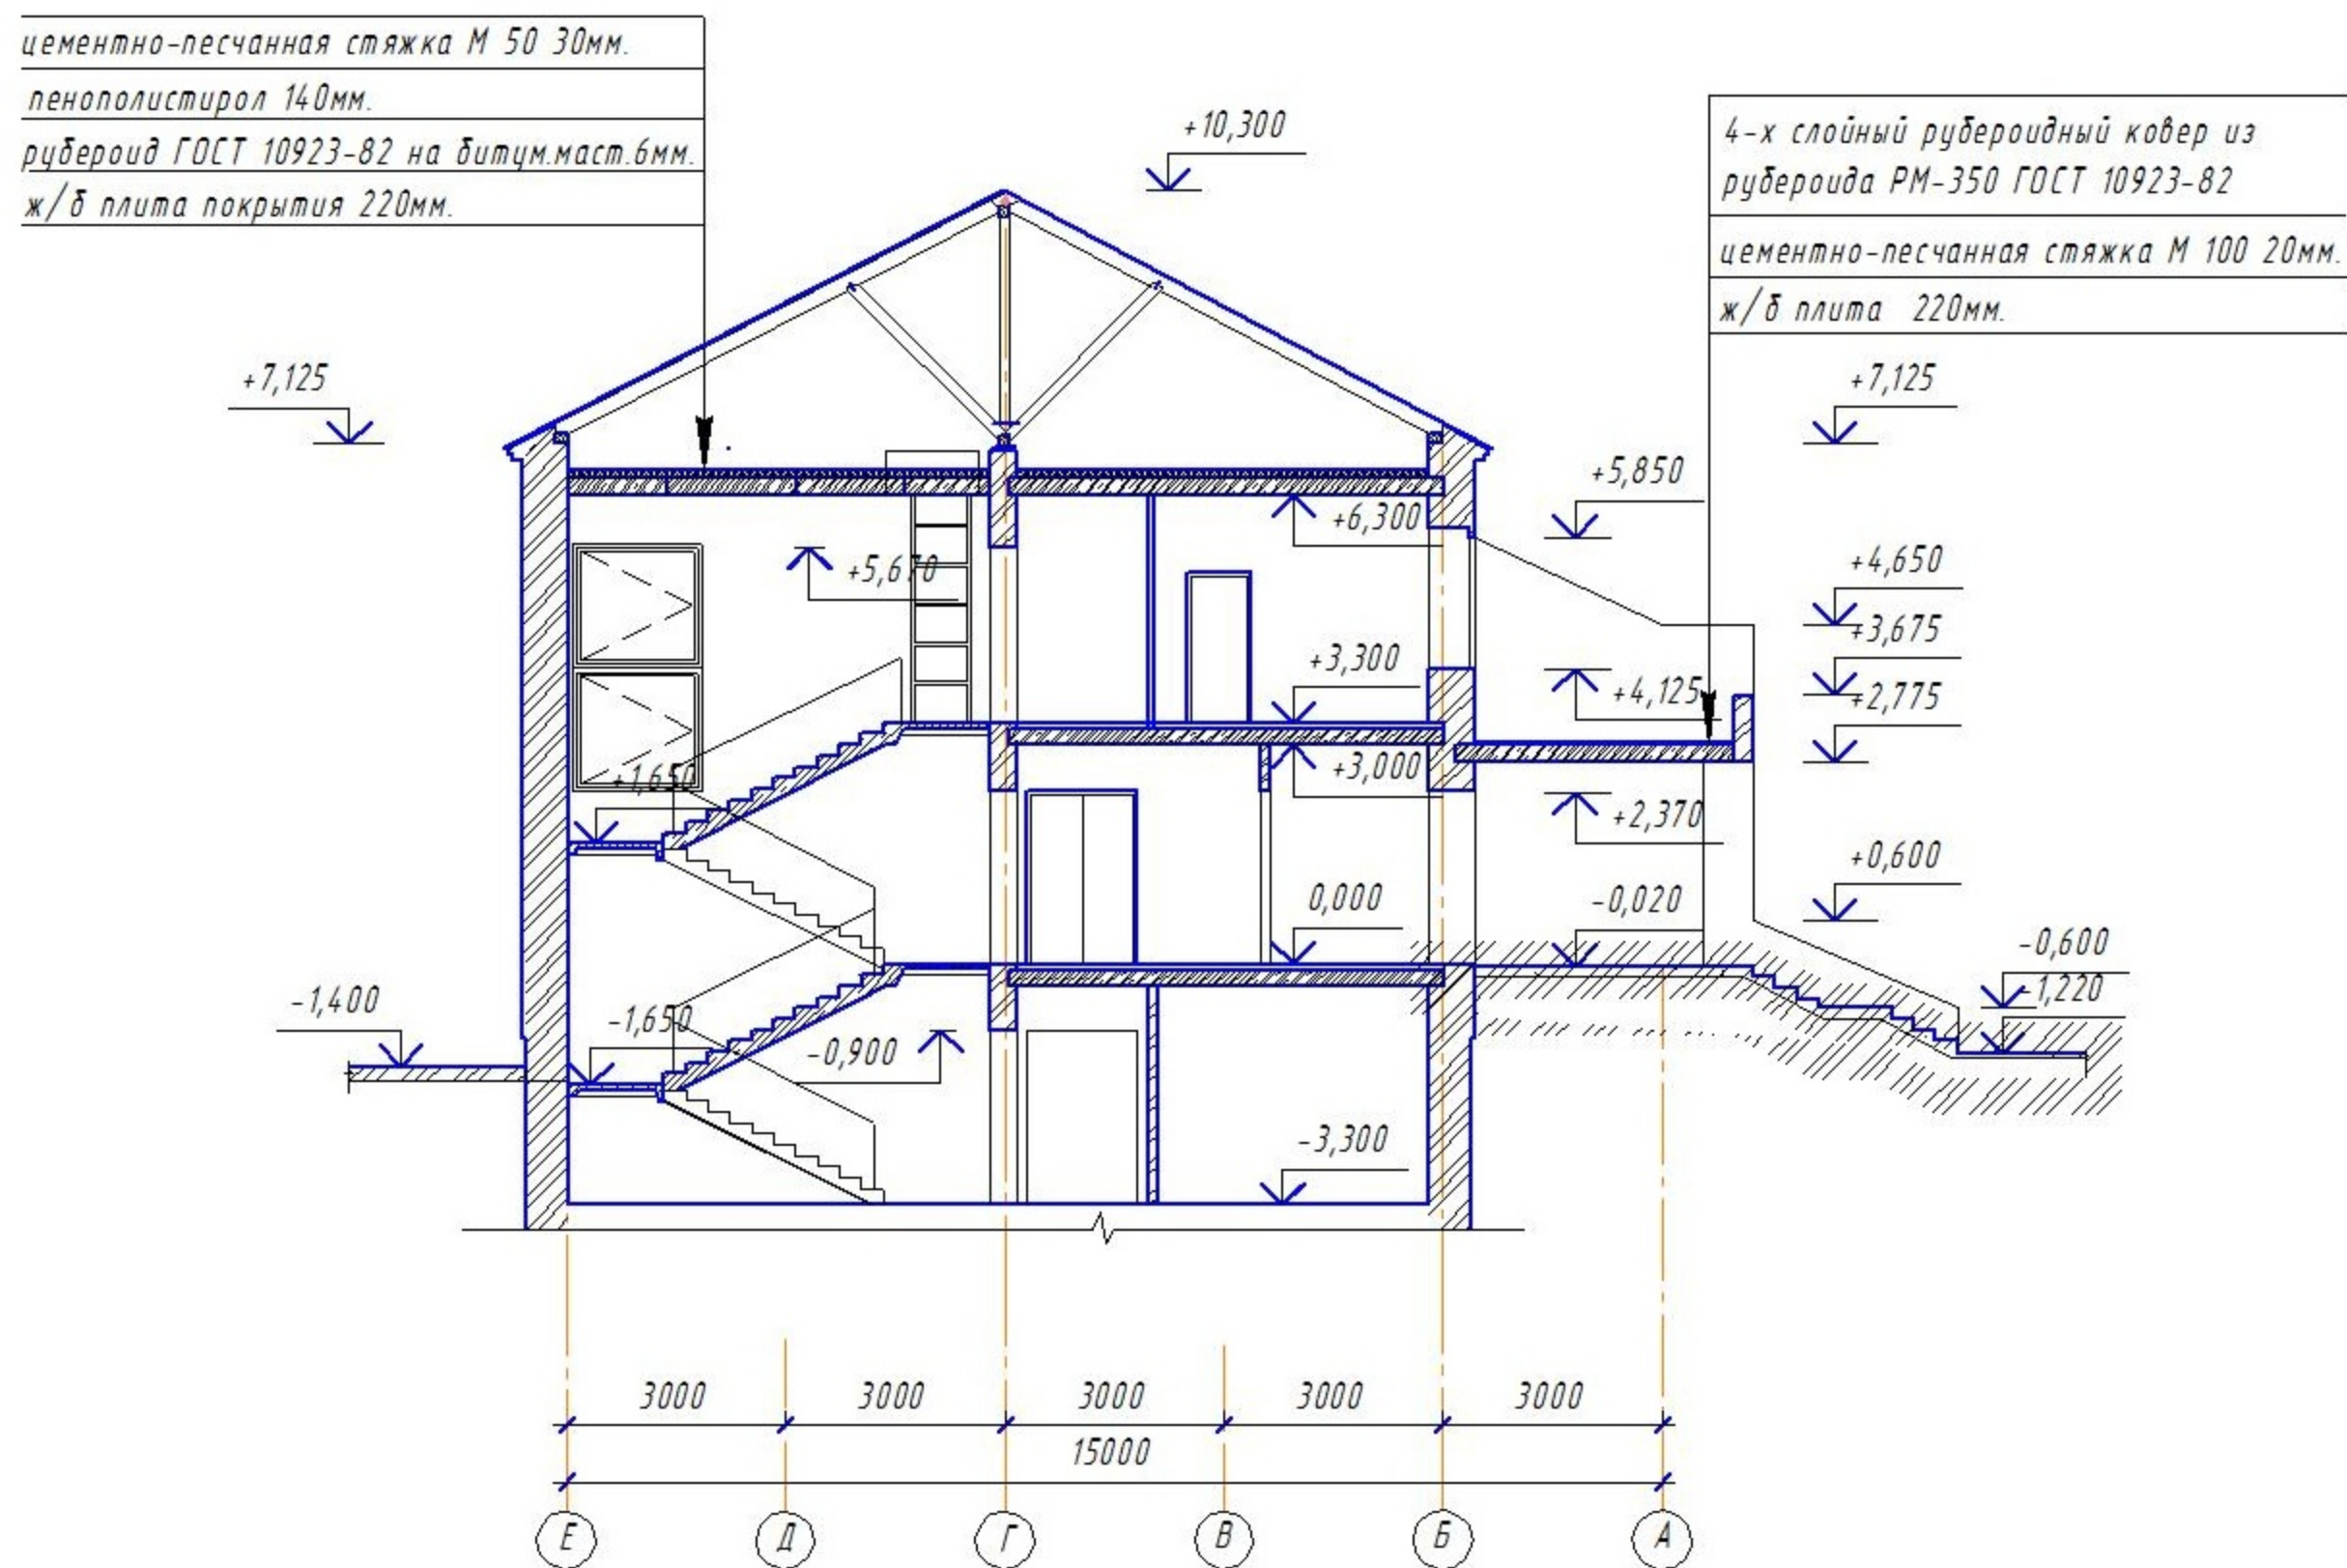 цементно-песчанная стяжка М 50 30мм.
пенополистирол 140мм.
рубероид ГОСТ 10923-82 на битум.маст.6мм.
ж/б плита покрытия 220мм.
+10,300
4-х слойный рубероидный ковер из
рубероида РМ-350 ГОСТ 10923-82
цементно-песчанная стяжка М 100 20мм.
ж/б плита 220мм.
+7,125
+7,125
+5,850
+6,300
+5,670
+4,650
+3,675
+3,300
+4,125
+2,775
+3,000
+1,650
+2,370
+0,600
0,000
-0,020
-0,600
-1,220
-1,400
-1,650
-0,900
-3,300
3000 3000 3000 3000 3000
15000
Е Д Г В Б А